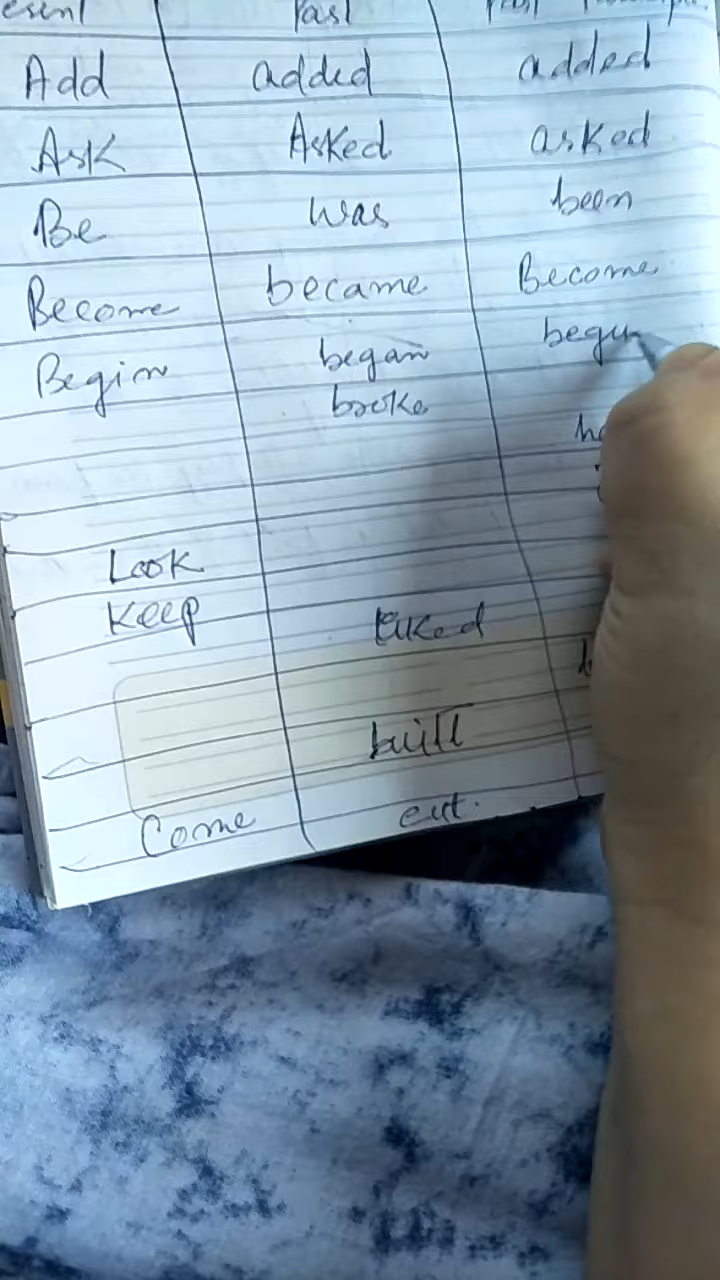 Past
Add added added
Ask Asked asked
Be was been
Become became Become
Begin began begu
broke
Look
Keep liked
built
Come cut.